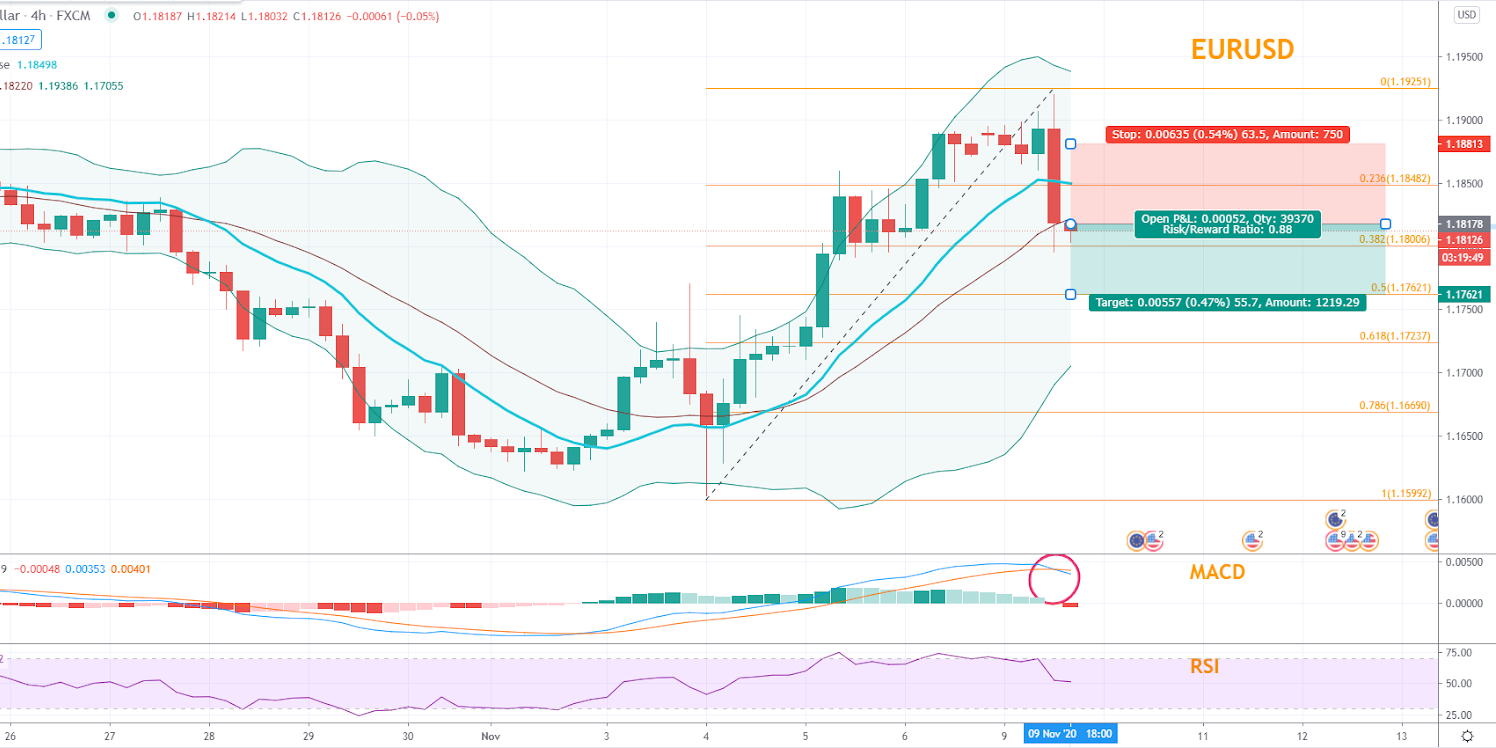 llar · 4h · FXCM O1.18187 H1.18214 L1.18032 C1.18126 −0.00061 (−0.05%)
.18127
se 1.18498
.18220 1.19386 1.17055
EURUSD
USD
1.19500
0(1.19251)
1.19000
Stop: 0.00635 (0.54%) 63.5, Amount: 750
1.18813
0.236(1.18482)
1.18500
Open P&L: 0.00052, Qty: 39370
Risk/Reward Ratio: 0.88
1.18178
0.382(1.18006)
1.18126
03:19:49
0.5(1.17621)
1.17621
Target: 0.00557 (0.47%) 55.7, Amount: 1219.29
1.17500
0.618(1.17237)
1.17000
0.786(1.16690)
1.16500
1(1.15992)
1.16000
2 2 2 9 2
9 −0.00048 0.00353 0.00401
MACD
0.00500
0.00000
2
RSI
75.00
50.00
25.00
26 27 28 29 30 Nov 3 4 5 6 9 09 Nov '20 18:00 11 12 13